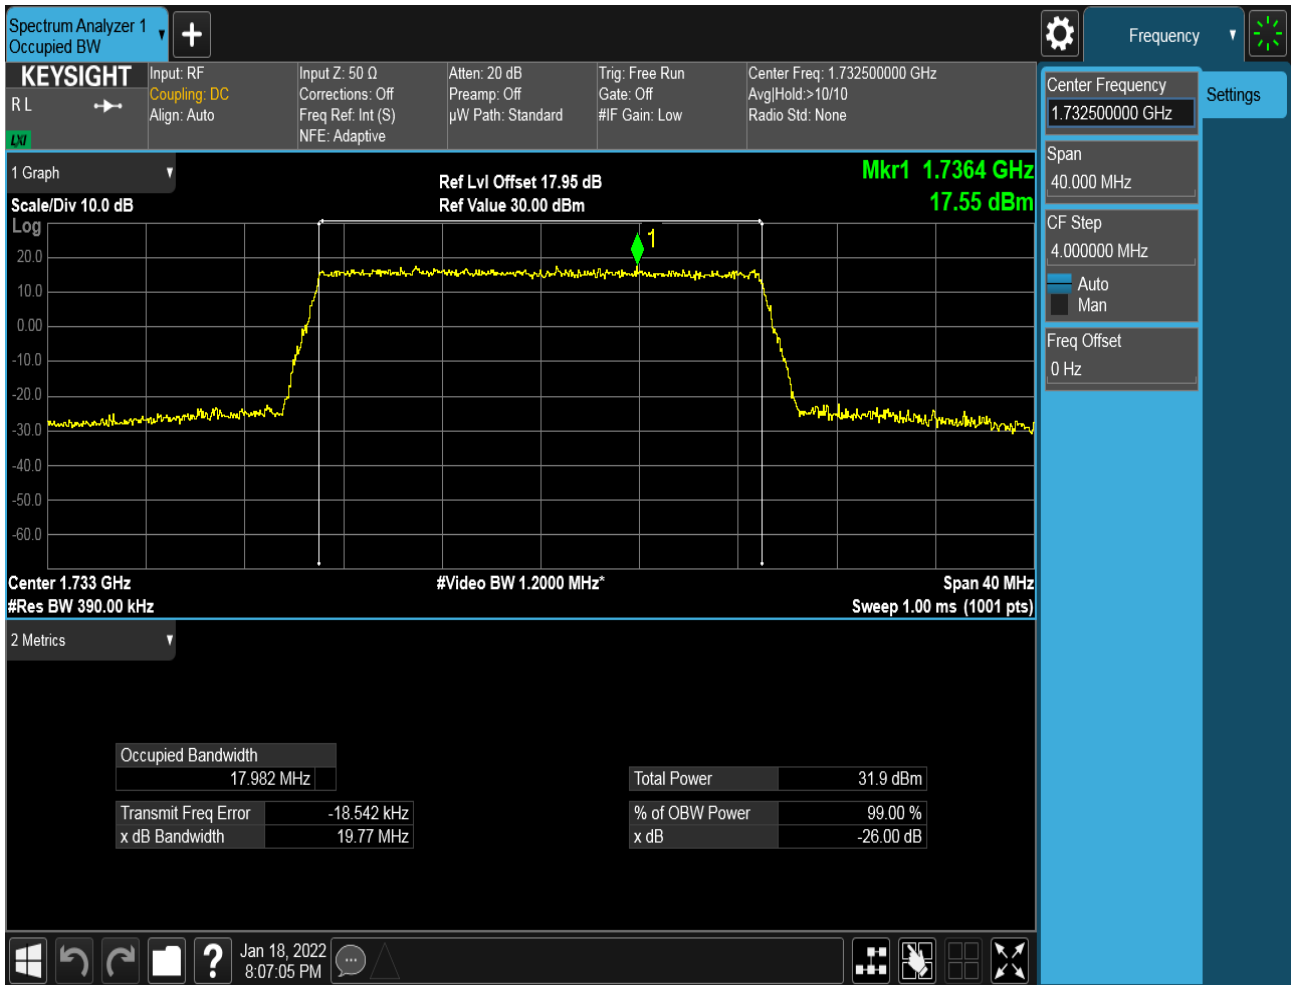 Spectrum Analyzer 1
Occupied BW
Frequency
KEYSIGHT
R L
LXI
Input: RF
Coupling: DC
Align: Auto
Input Z: 50 Ω
Corrections: Off
Freq Ref: Int (S)
NFE: Adaptive
Atten: 20 dB
Preamp: Off
µW Path: Standard
Trig: Free Run
Gate: Off
#IF Gain: Low
Center Freq: 1.732500000 GHz
Avg|Hold:>10/10
Radio Std: None
Center Frequency
1.732500000 GHz
Settings
Span
40.000 MHz
CF Step
4.000000 MHz
Auto
Man
Freq Offset
0 Hz
1 Graph
Scale/Div 10.0 dB
Ref Lvl Offset 17.95 dB
Ref Value 30.00 dBm
Mkr1 1.7364 GHz
17.55 dBm
Log
1
20.0
10.0
0.00
-10.0
-20.0
-30.0
-40.0
-50.0
-60.0
Center 1.733 GHz
#Video BW 1.2000 MHz*
Span 40 MHz
#Res BW 390.00 kHz
Sweep 1.00 ms (1001 pts)
2 Metrics
Occupied Bandwidth
17.982 MHz
Total Power 31.9 dBm
Transmit Freq Error -18.542 kHz
% of OBW Power 99.00 %
x dB Bandwidth 19.77 MHz
x dB -26.00 dB
?
Jan 18, 2022
8:07:05 PM